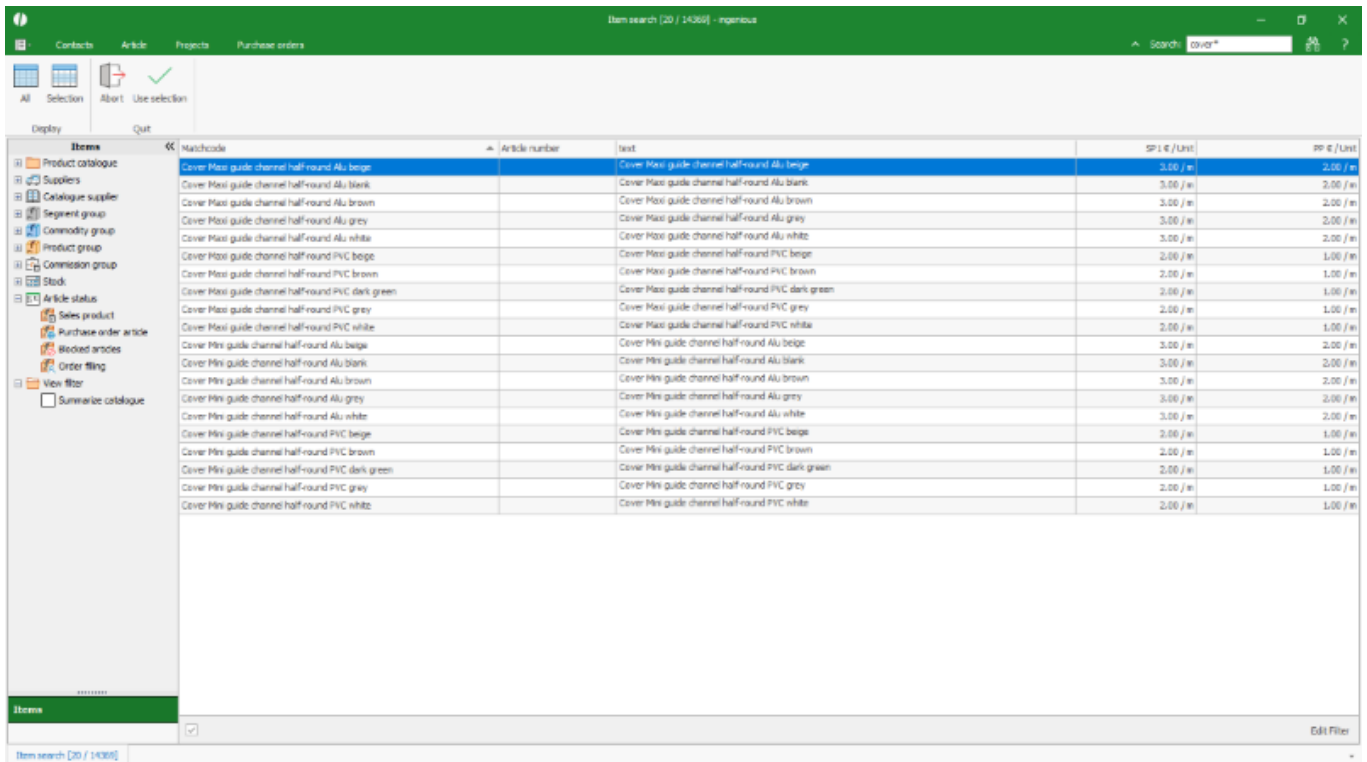 Item search [20 / 14369] - ingenious
Contacts Article Projects Purchase orders Search: cover* ?
All Selection Abort Use selection
Display Quit
Items Matchcode Article number text SP1 € / Unit PP € / Unit
Product catalogue
Suppliers
Catalogue supplier
Segment group
Commodity group
Product group
Commission group
Stock
Article status
Sales product
Purchase order article
Blocked articles
Order filing
View filter
Summarize catalogue
Cover Maxi guide channel half-round Alu beige Cover Maxi guide channel half-round Alu beige 3.00 / m 2.00 / m
Cover Maxi guide channel half-round Alu blank Cover Maxi guide channel half-round Alu blank 3.00 / m 2.00 / m
Cover Maxi guide channel half-round Alu brown Cover Maxi guide channel half-round Alu brown 3.00 / m 2.00 / m
Cover Maxi guide channel half-round Alu grey Cover Maxi guide channel half-round Alu grey 3.00 / m 2.00 / m
Cover Maxi guide channel half-round Alu white Cover Maxi guide channel half-round Alu white 3.00 / m 2.00 / m
Cover Maxi guide channel half-round PVC beige Cover Maxi guide channel half-round PVC beige 2.00 / m 1.00 / m
Cover Maxi guide channel half-round PVC brown Cover Maxi guide channel half-round PVC brown 2.00 / m 1.00 / m
Cover Maxi guide channel half-round PVC dark green Cover Maxi guide channel half-round PVC dark green 2.00 / m 1.00 / m
Cover Maxi guide channel half-round PVC grey Cover Maxi guide channel half-round PVC grey 2.00 / m 1.00 / m
Cover Maxi guide channel half-round PVC white Cover Maxi guide channel half-round PVC white 2.00 / m 1.00 / m
Cover Mini guide channel half-round Alu beige Cover Mini guide channel half-round Alu beige 3.00 / m 2.00 / m
Cover Mini guide channel half-round Alu blank Cover Mini guide channel half-round Alu blank 3.00 / m 2.00 / m
Cover Mini guide channel half-round Alu brown Cover Mini guide channel half-round Alu brown 3.00 / m 2.00 / m
Cover Mini guide channel half-round Alu grey Cover Mini guide channel half-round Alu grey 3.00 / m 2.00 / m
Cover Mini guide channel half-round Alu white Cover Mini guide channel half-round Alu white 3.00 / m 2.00 / m
Cover Mini guide channel half-round PVC beige Cover Mini guide channel half-round PVC beige 2.00 / m 1.00 / m
Cover Mini guide channel half-round PVC brown Cover Mini guide channel half-round PVC brown 2.00 / m 1.00 / m
Cover Mini guide channel half-round PVC dark green Cover Mini guide channel half-round PVC dark green 2.00 / m 1.00 / m
Cover Mini guide channel half-round PVC grey Cover Mini guide channel half-round PVC grey 2.00 / m 1.00 / m
Cover Mini guide channel half-round PVC white Cover Mini guide channel half-round PVC white 2.00 / m 1.00 / m
Items
Edit Filter
Item search [20 / 14369]